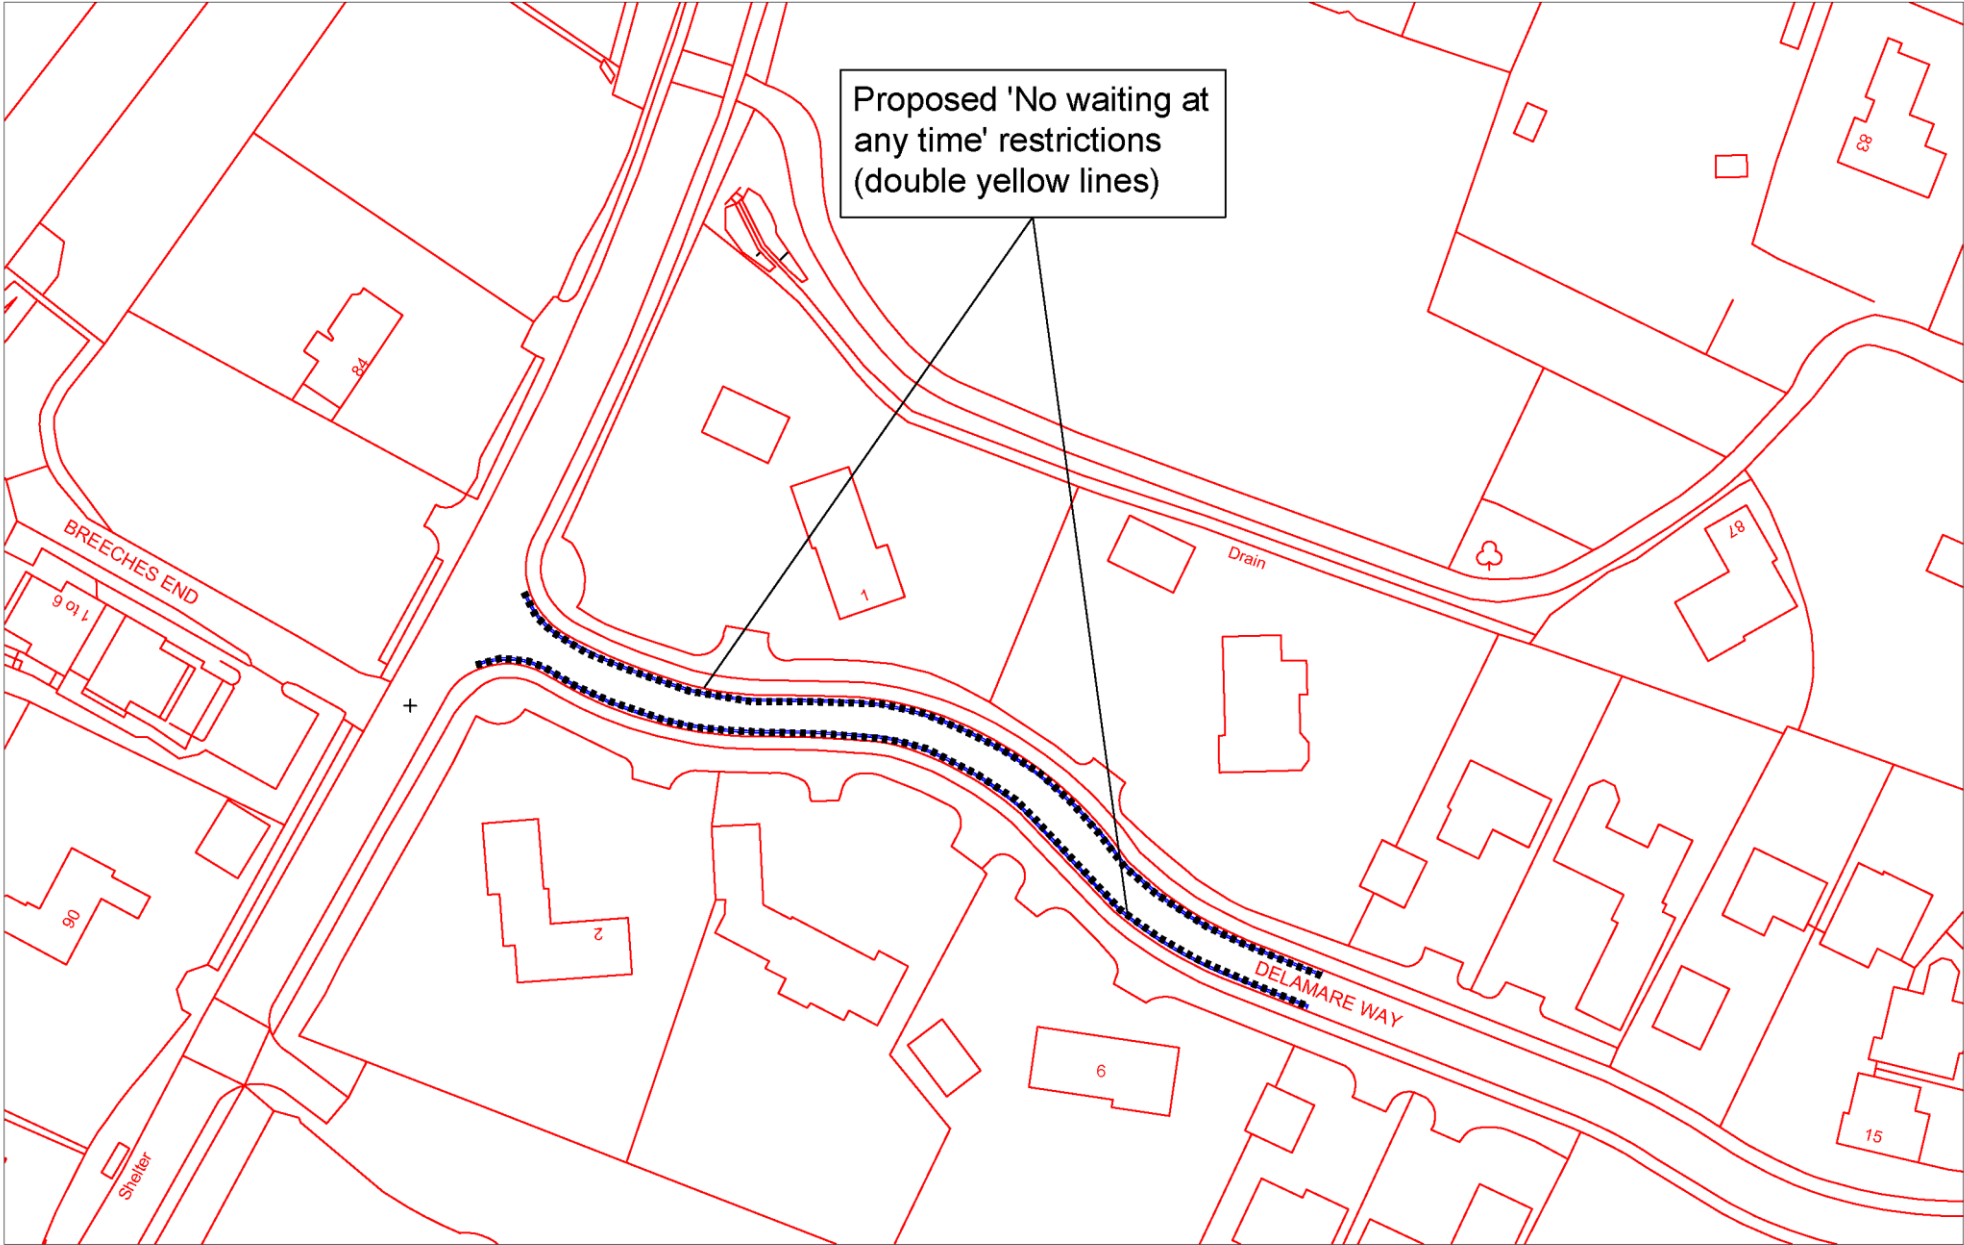 Proposed 'No waiting at
any time' restrictions
(double yellow lines)
83
84
BREECHES END
1 to 6
1
Drain
87
90
2
DELAMARE WAY
6
15
Shelter